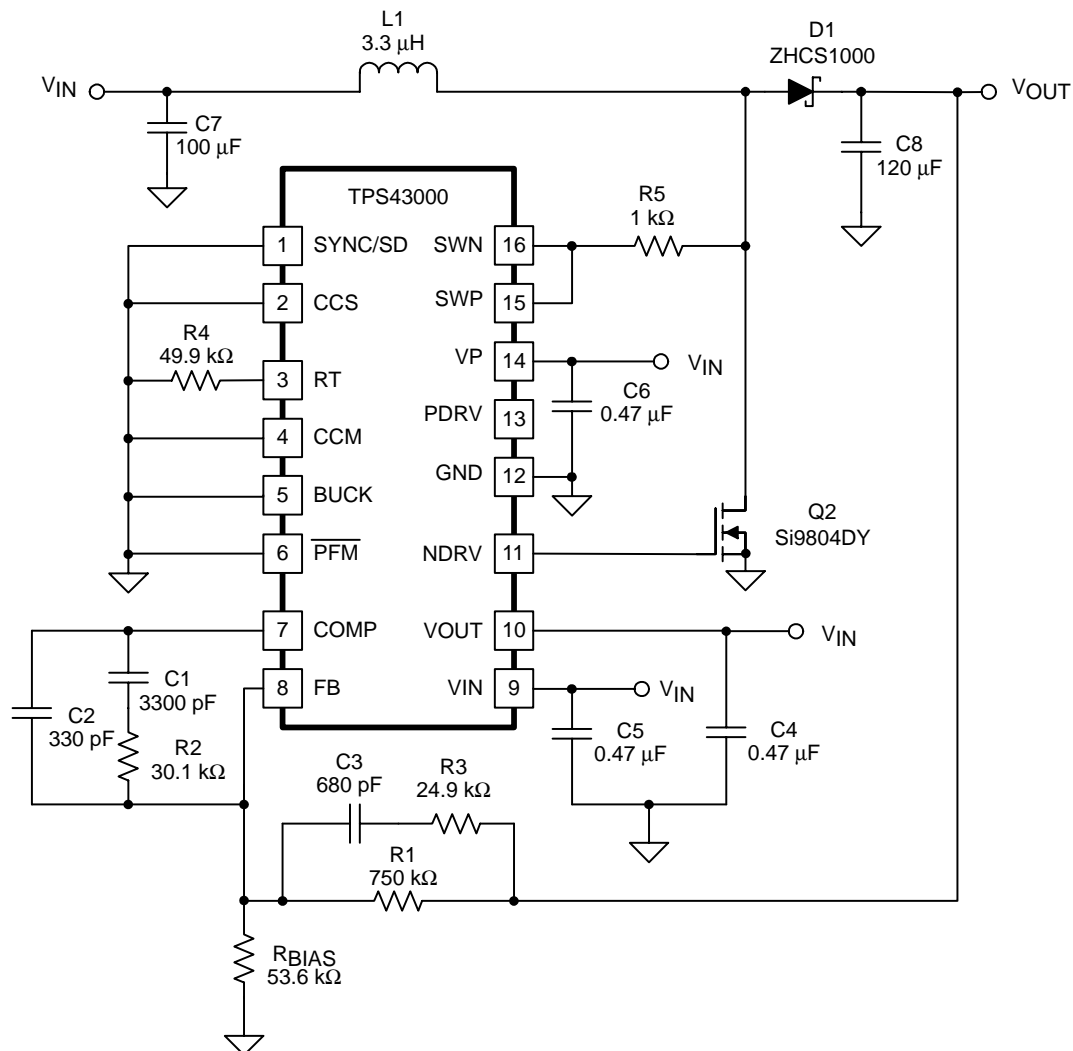 L1
3.3 μH
D1
ZHCS1000
VIN
VOUT
C7
100 μF
C8
120 μF
TPS43000
R5
1 kΩ
1 SYNC/SD
SWN 16
2 CCS
SWP 15
R4
49.9 kΩ
3 RT
VP 14
VIN
C6
0.47 μF
PDRV 13
4 CCM
GND 12
5 BUCK
Q2
Si9804DY
6 PFM
NDRV 11
7 COMP
VOUT 10
VIN
C1
3300 pF
8 FB
VIN 9
VIN
C2
330 pF
C5
0.47 μF
C4
0.47 μF
R2
30.1 kΩ
C3
680 pF
R3
24.9 kΩ
R1
750 kΩ
RBIAS
53.6 kΩ